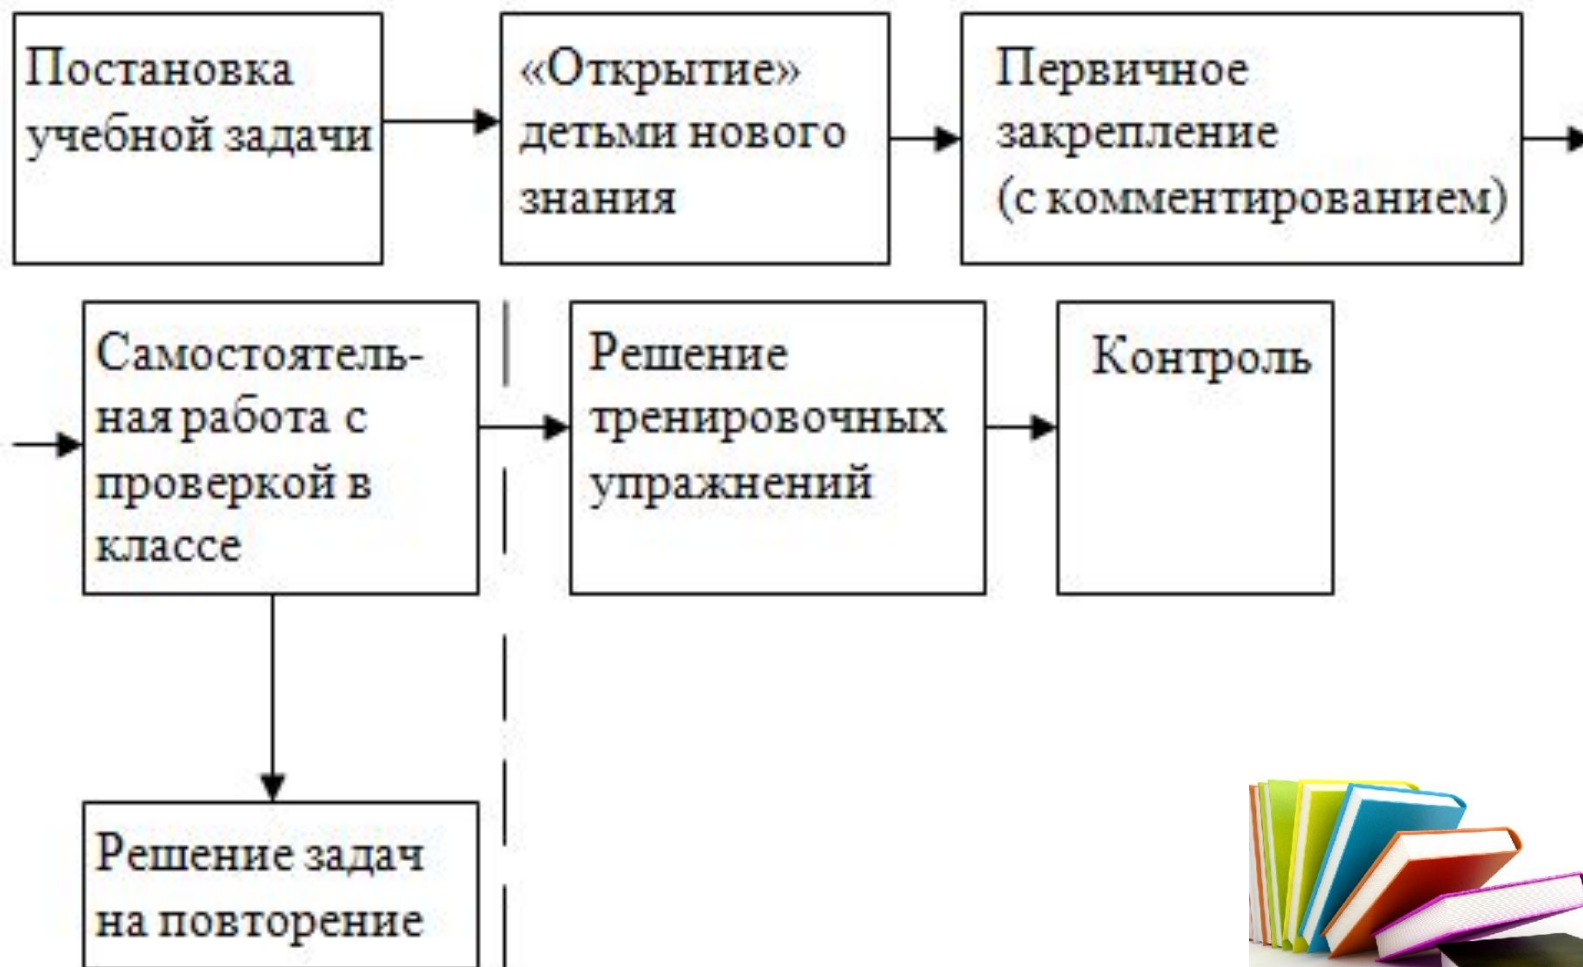 Постановка
учебной задачи
«Открытие»
детьми нового
знания
Первичное
закрепление
(с комментированием)
Самостоятель-
ная работа с
проверкой в
классе
Решение
тренировочных
упражнений
Контроль
Решение задач
на повторение